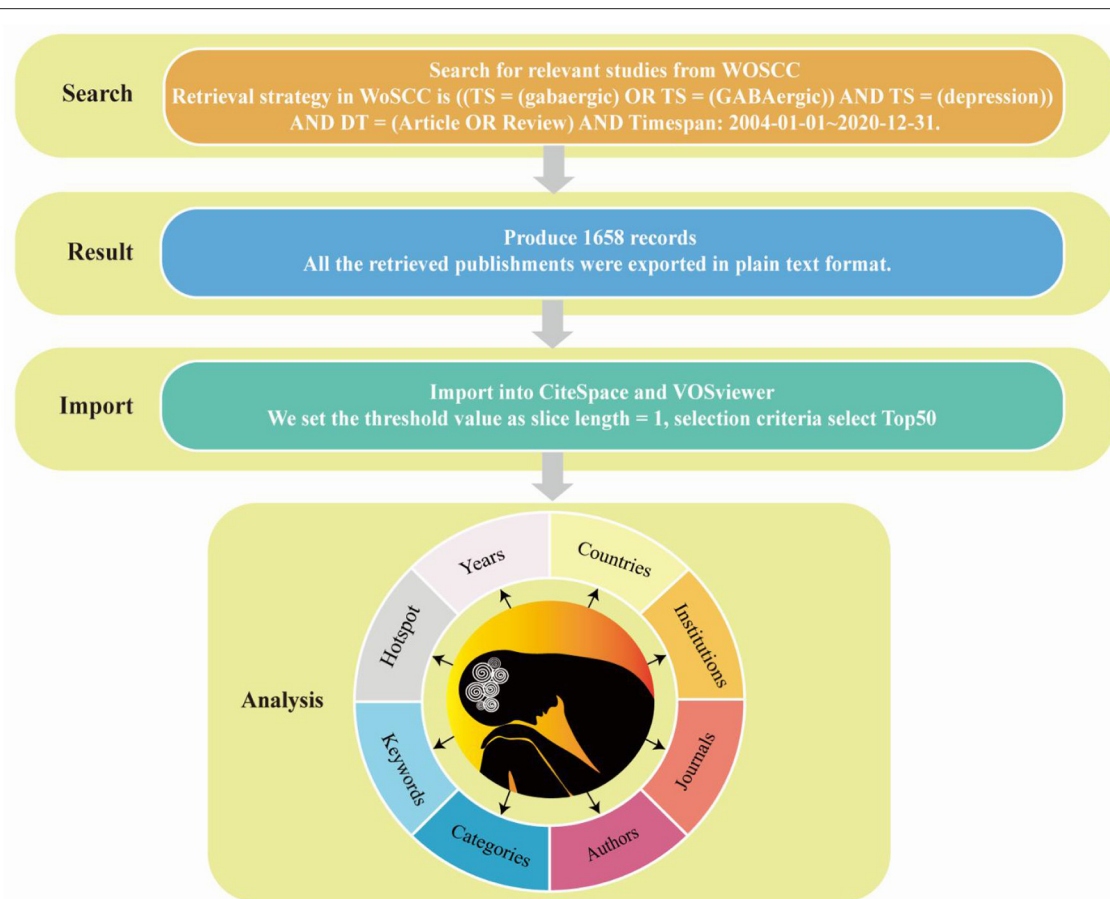 Search
Search for relevant studies from WOSCC
Retrieval strategy in WoSCC is ((TS = (gabaergic) OR TS = (GABAergic)) AND TS = (depression))
AND DT = (Article OR Review) AND Timespan: 2004-01-01~2020-12-31.
Result
Produce 1658 records
All the retrieved publishments were exported in plain text format.
Import
Import into CiteSpace and VOSviewer
We set the threshold value as slice length = 1, selection criteria select Top50
Analysis
Years
Countries
Institutions
Journals
Authors
Categories
Keywords
Hotspot